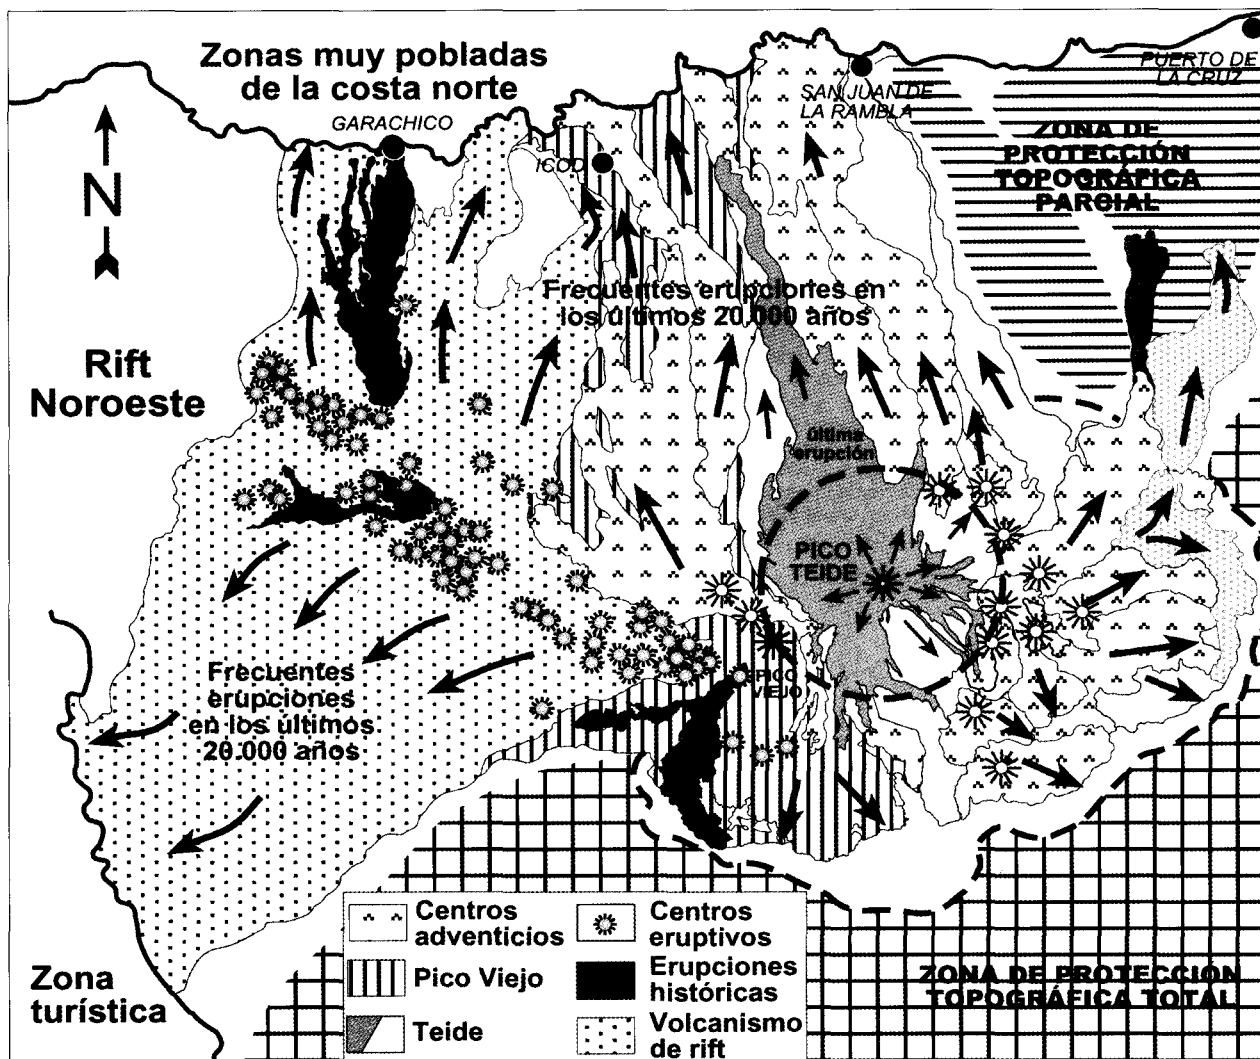 Zonas muy pobladas
de la costa norte
GARACHICO
ICOD
SAN JUAN DE
LA RAMBLA
PUERTO DE
LA CRUZ
ZONA DE
PROTECCIÓN
TOPOGRÁFICA
PARCIAL
N
Frecuentes erupciones en
los últimos 20.000 años
Rift
Noroeste
última
erupción
PICO
TEIDE
PICO
VIEJO
Frecuentes
erupciones
en los últimos
20.000 años
Zona
turística
Centros
adventicios
Pico Viejo
Teide
Centros
eruptivos
Erupciones
históricas
Volcanismo
de rift
ZONA DE PROTECCIÓN
TOPOGRÁFICA TOTAL